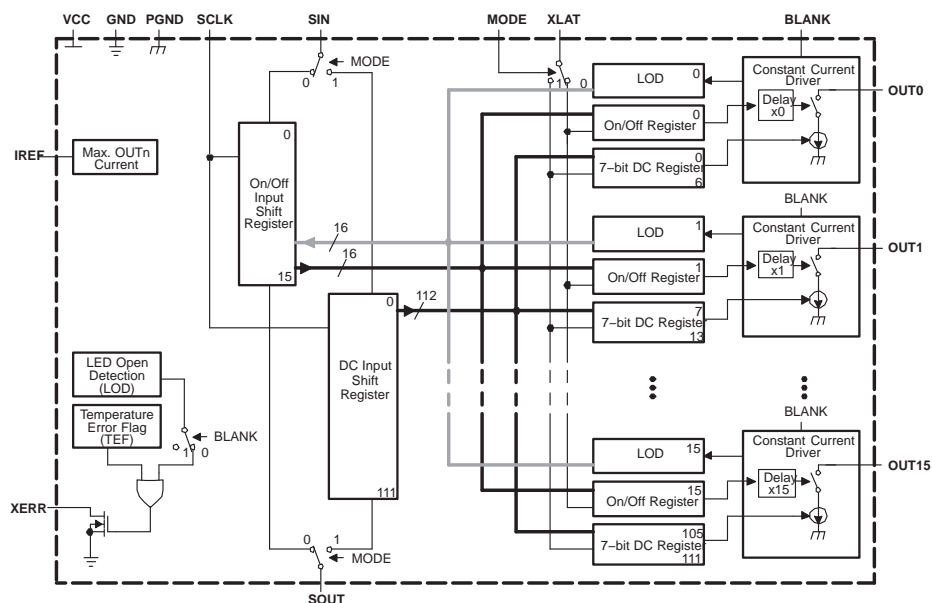 VCC GND PGND SCLK SIN MODE XLAT BLANK
MODE
0 1
1 0
LOD 0
Constant Current
Driver
Delay
x0
OUT0
0
On/Off
Input
Shift
Register
15
On/Off Register 0
7-bit DC Register
0
6
IREF
Max. OUTn
Current
16
16
BLANK
LOD 1
Constant Current
Driver
Delay
x1
OUT1
On/Off Register 1
7-bit DC Register
7
13
112
0
DC Input
Shift
Register
111
LED Open
Detection
(LOD)
Temperature
Error Flag
(TEF)
BLANK
1 0
XERR
BLANK
LOD 15
Constant Current
Driver
Delay
x15
OUT15
On/Off Register 15
7-bit DC Register
105
111
0 1
MODE
SOUT